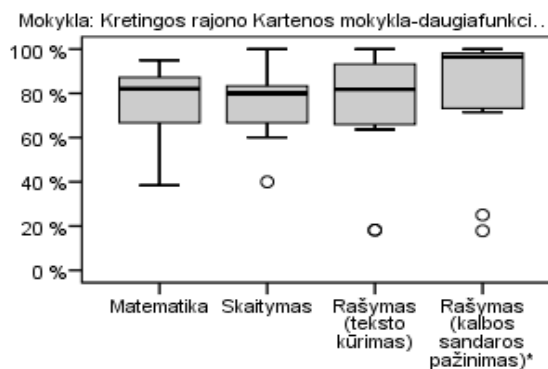 Mokykla: Kretingos rajono Kartenos mokykla-daugiafunkci…
100 %
80 %
60 %
40 %
20 %
0 %
Matematika
Skaitymas
Rašymas
(teksto
kūrimas)
Rašymas
(kalbos
sandaros
pažinimas)*